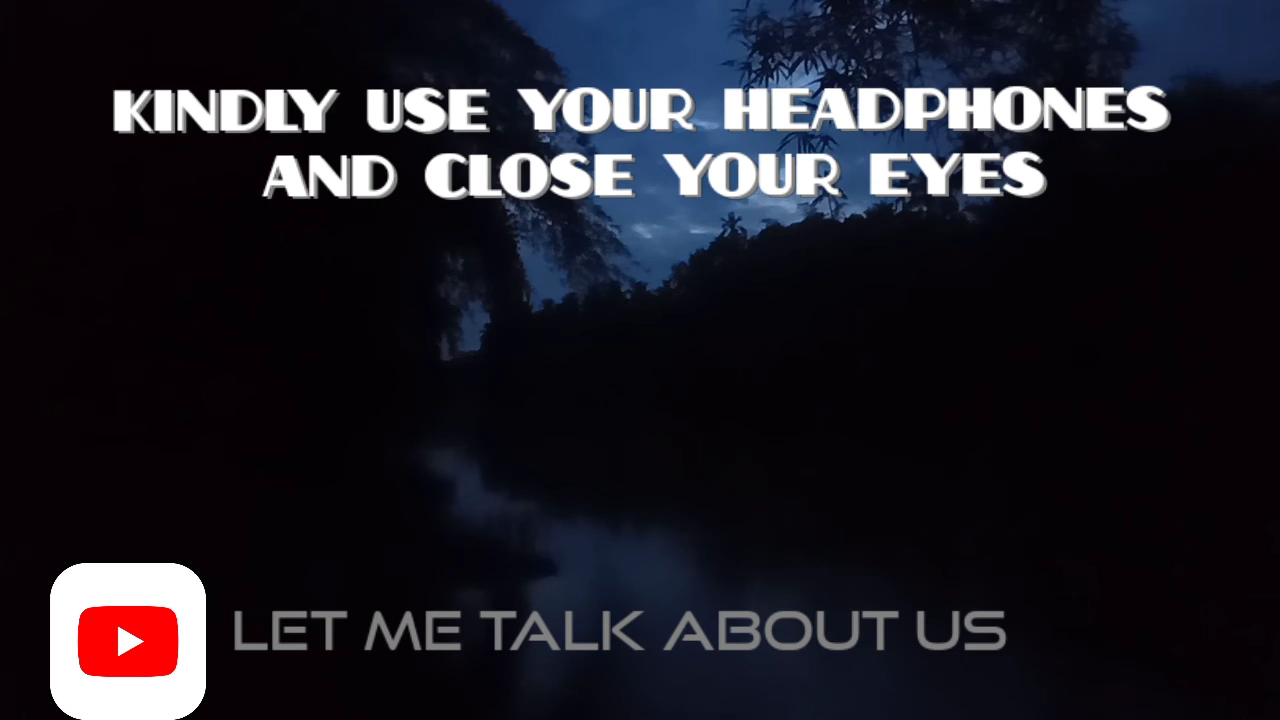 KINDLY USE YOUR HEADPHONES
AND CLOSE YOUR EYES
LET ME TALK ABOUT US